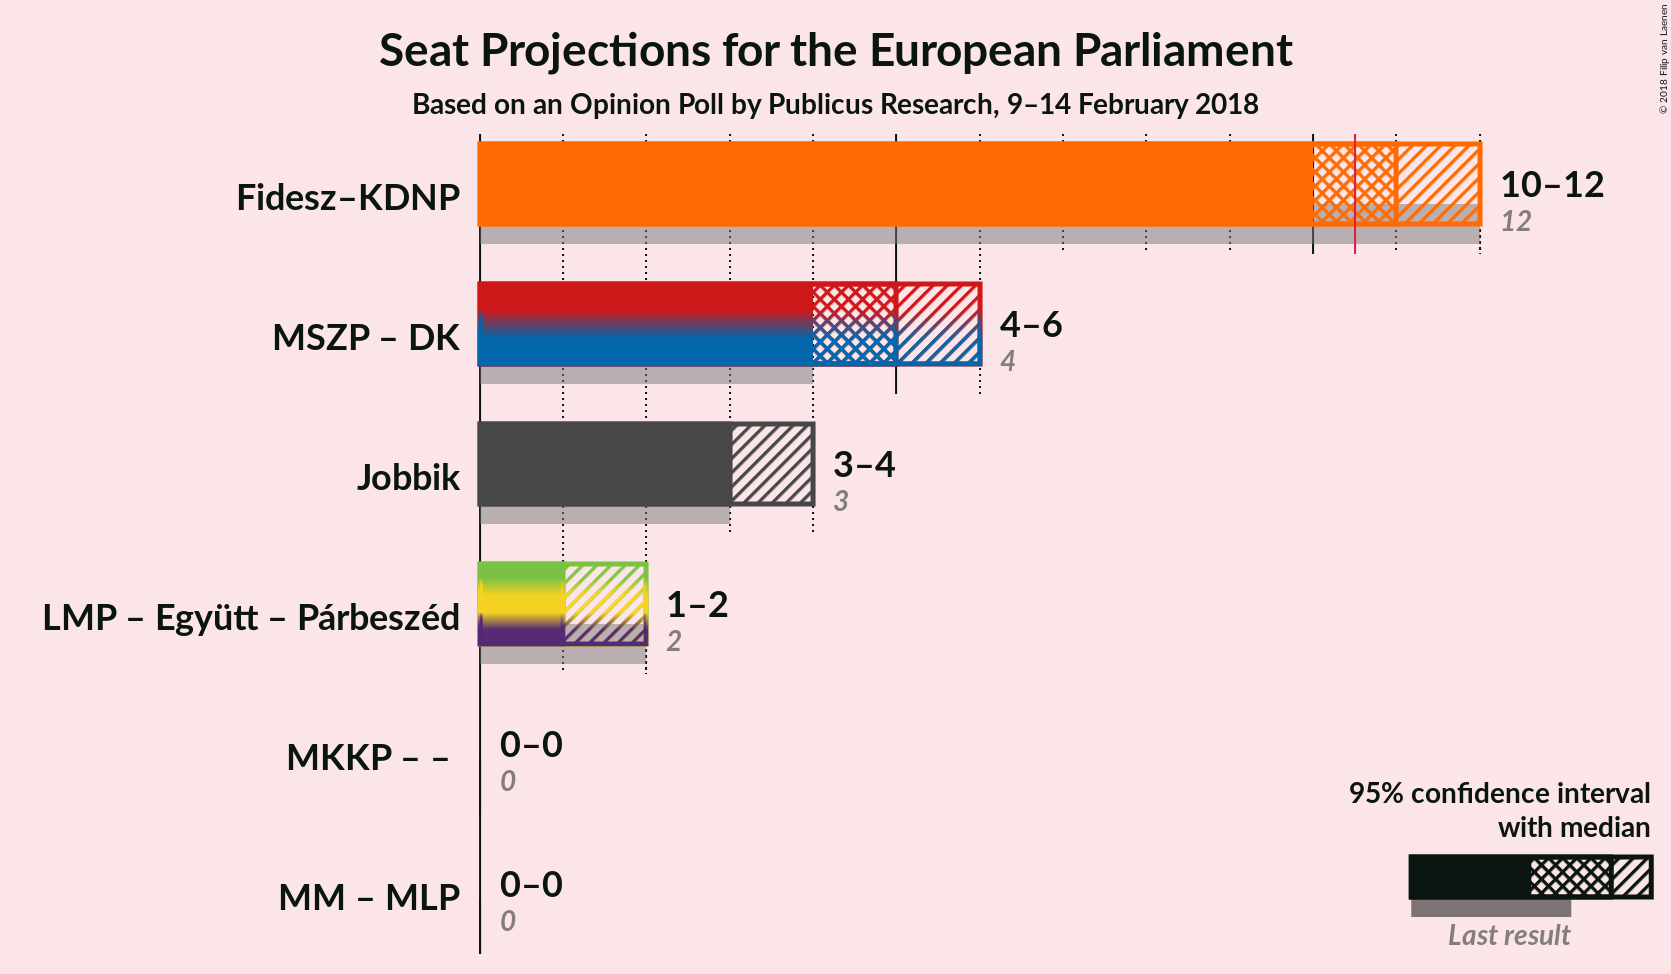 Seat Projections for the European Parliament
Based on an Opinion Poll by Publicus Research, 9–14 February 2018
© 2018 Filip van Laenen
Fidesz–KDNP
10–12
12
MSZP – DK
4–6
4
Jobbik
3–4
3
LMP – Együtt – Párbeszéd
1–2
2
MKKP – –
0–0
0
MM – MLP
0–0
0
95% confidence interval
with median
Last result